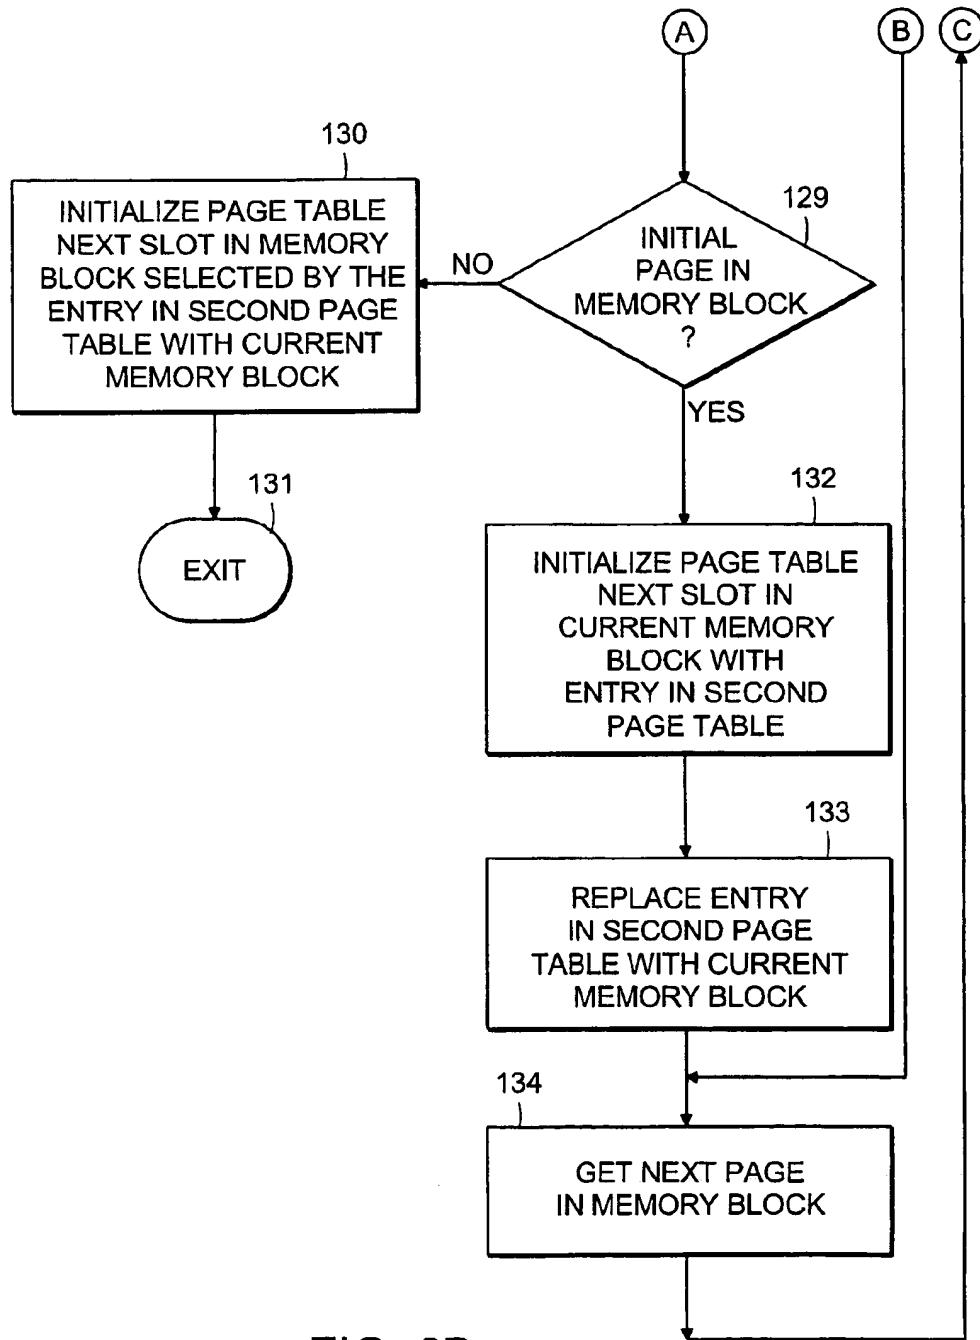 A
B
C
130
INITIALIZE PAGE TABLE
NEXT SLOT IN MEMORY
BLOCK SELECTED BY THE
ENTRY IN SECOND PAGE
TABLE WITH CURRENT
MEMORY BLOCK
NO
129
INITIAL
PAGE IN
MEMORY BLOCK
?
YES
131
EXIT
132
INITIALIZE PAGE TABLE
NEXT SLOT IN
CURRENT MEMORY
BLOCK WITH
ENTRY IN SECOND
PAGE TABLE
133
REPLACE ENTRY
IN SECOND PAGE
TABLE WITH CURRENT
MEMORY BLOCK
134
GET NEXT PAGE
IN MEMORY BLOCK